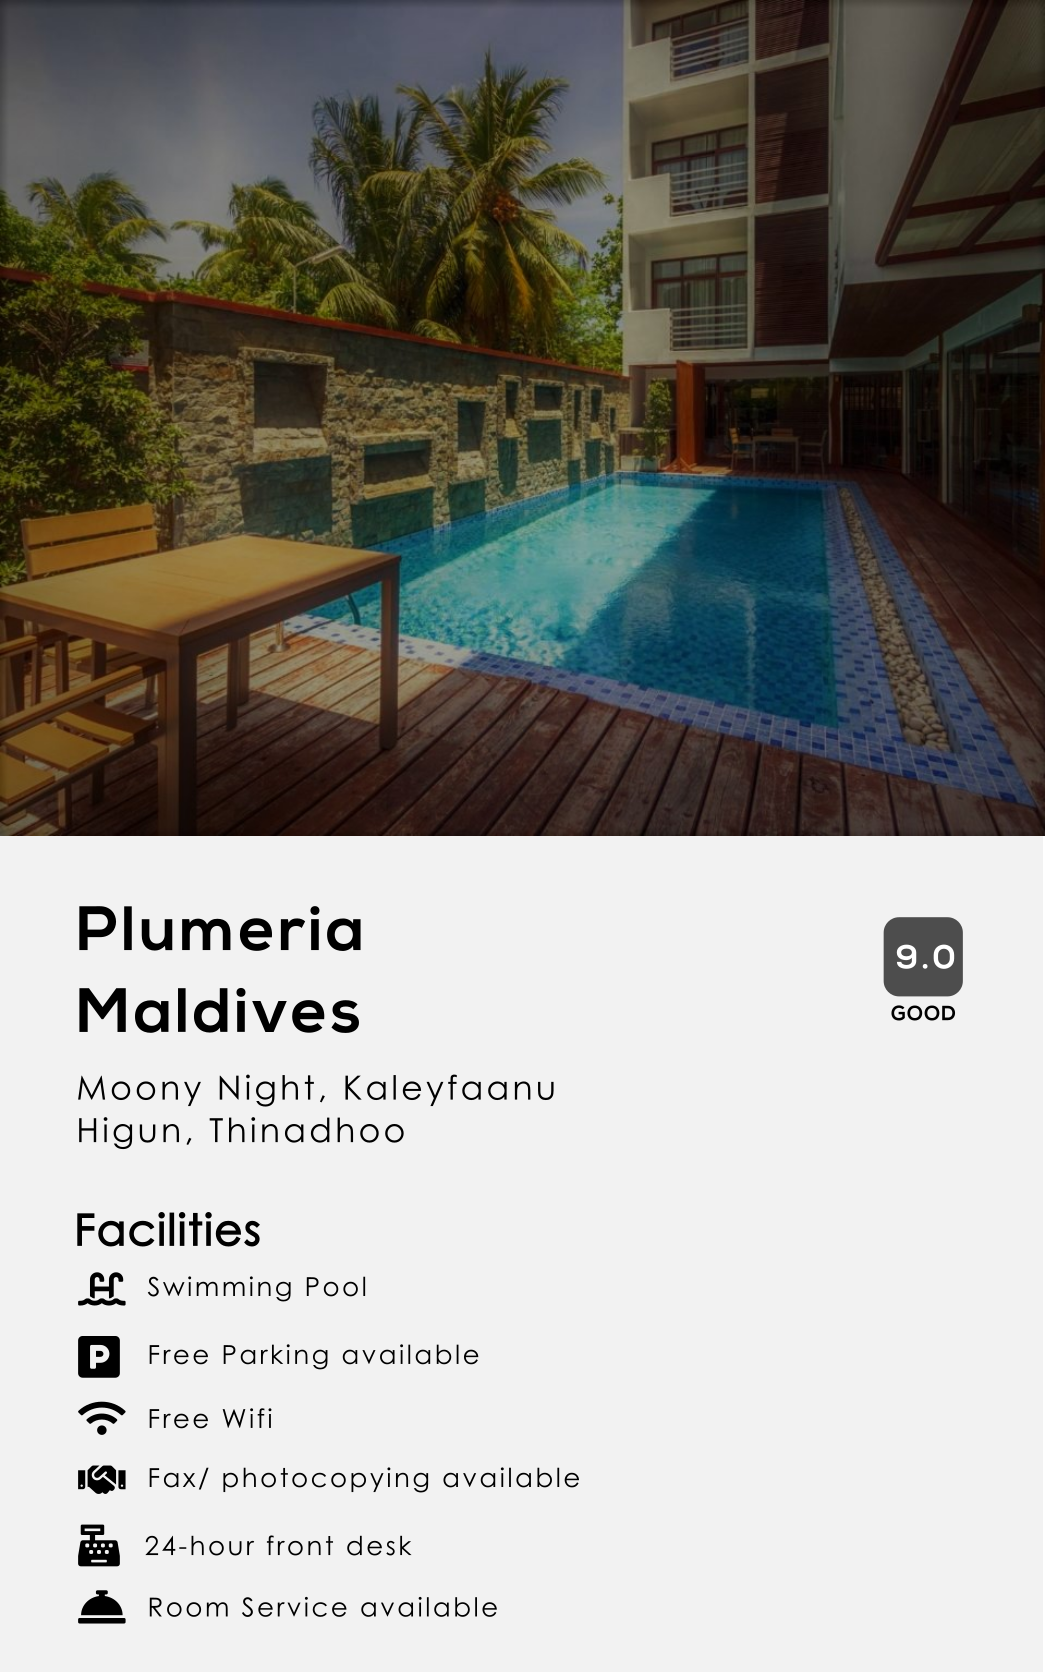 Plumeria
Maldives
9.0
GOOD
Moony Night, Kaleyfaanu
Higun, Thinadhoo
Facilities
Swimming Pool
P Free Parking available
Free Wifi
Fax/ photocopying available
24-hour front desk
Room Service available